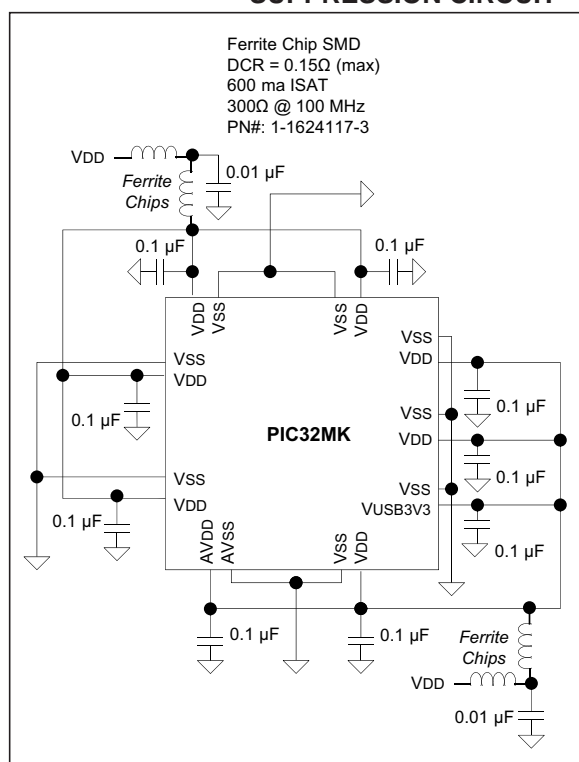 Ferrite Chip SMD
DCR = 0.15Ω (max)
600 ma ISAT
300Ω @ 100 MHz
PN#: 1-1624117-3
VDD
0.01 µF
Ferrite
Chips
0.1 µF
0.1 µF
VDD
VSS
VSS
VDD
VSS
VDD
VSS
VDD
0.1 µF
0.1 µF
VSS
PIC32MK
VDD
0.1 µF
VSS
VSS
VDD
VUSB3V3
0.1 µF
0.1 µF
AVDD
AVSS
VSS
VDD
0.1 µF
0.1 µF
Ferrite
Chips
VDD
0.01 µF